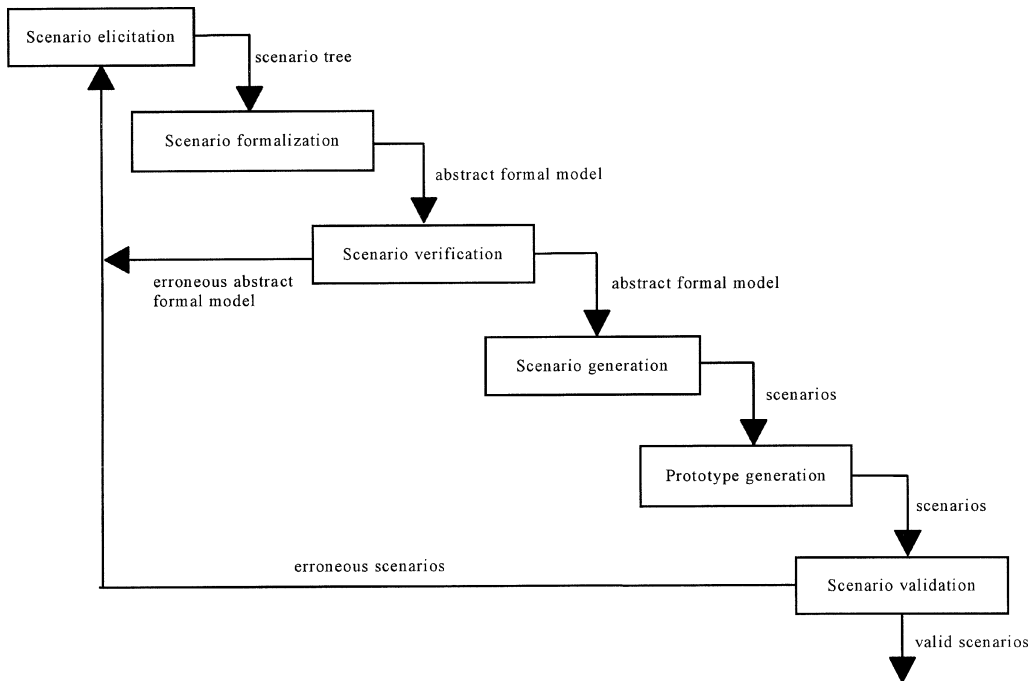 Scenario elicitation
scenario tree
Scenario formalization
abstract formal model
Scenario verification
erroneous abstract
formal model
abstract formal model
Scenario generation
scenarios
Prototype generation
scenarios
erroneous scenarios
Scenario validation
valid scenarios